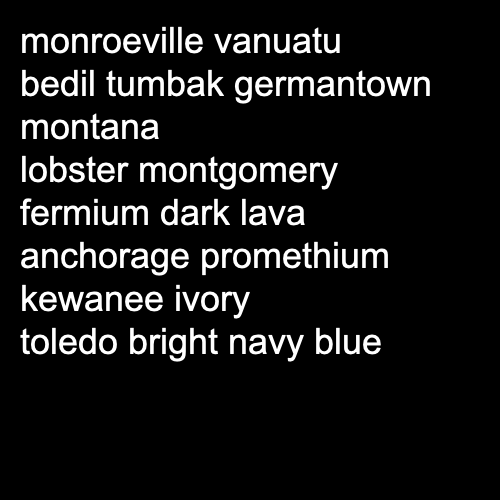 monroeville vanuatu
bedil tumbak germantown
montana
lobster montgomery
fermium dark lava
anchorage promethium
kewanee ivory
toledo bright navy blue